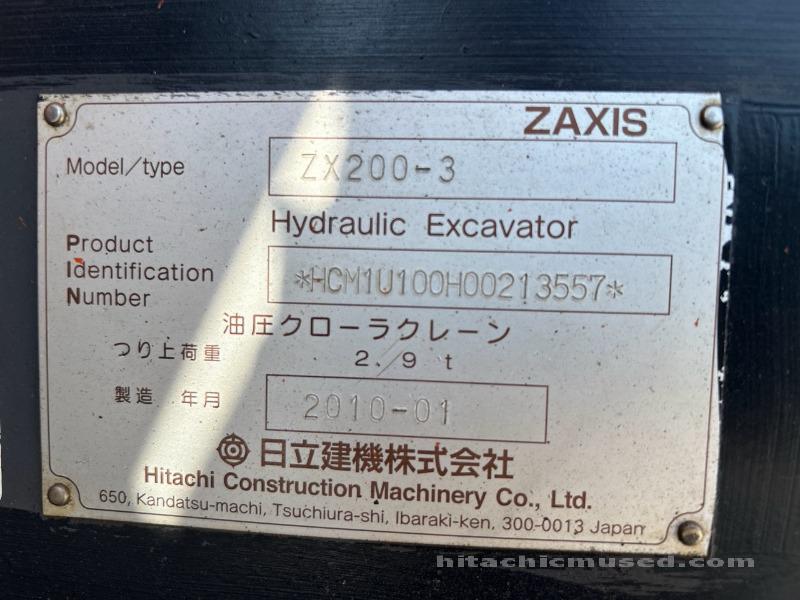 ZAXIS
Model/type ZX200-3
Hydraulic Excavator
Product
Identification
Number
*HCM1U100H00213557*
油圧クローラクレーン
つり上荷重 2.9 t
製造 年月 2010-01
日立建機株式会社
Hitachi Construction Machinery Co., Ltd.
650, Kandatsu-machi, Tsuchiura-shi, Ibaraki-ken, 300-0013 Japan
hitachicmused.com